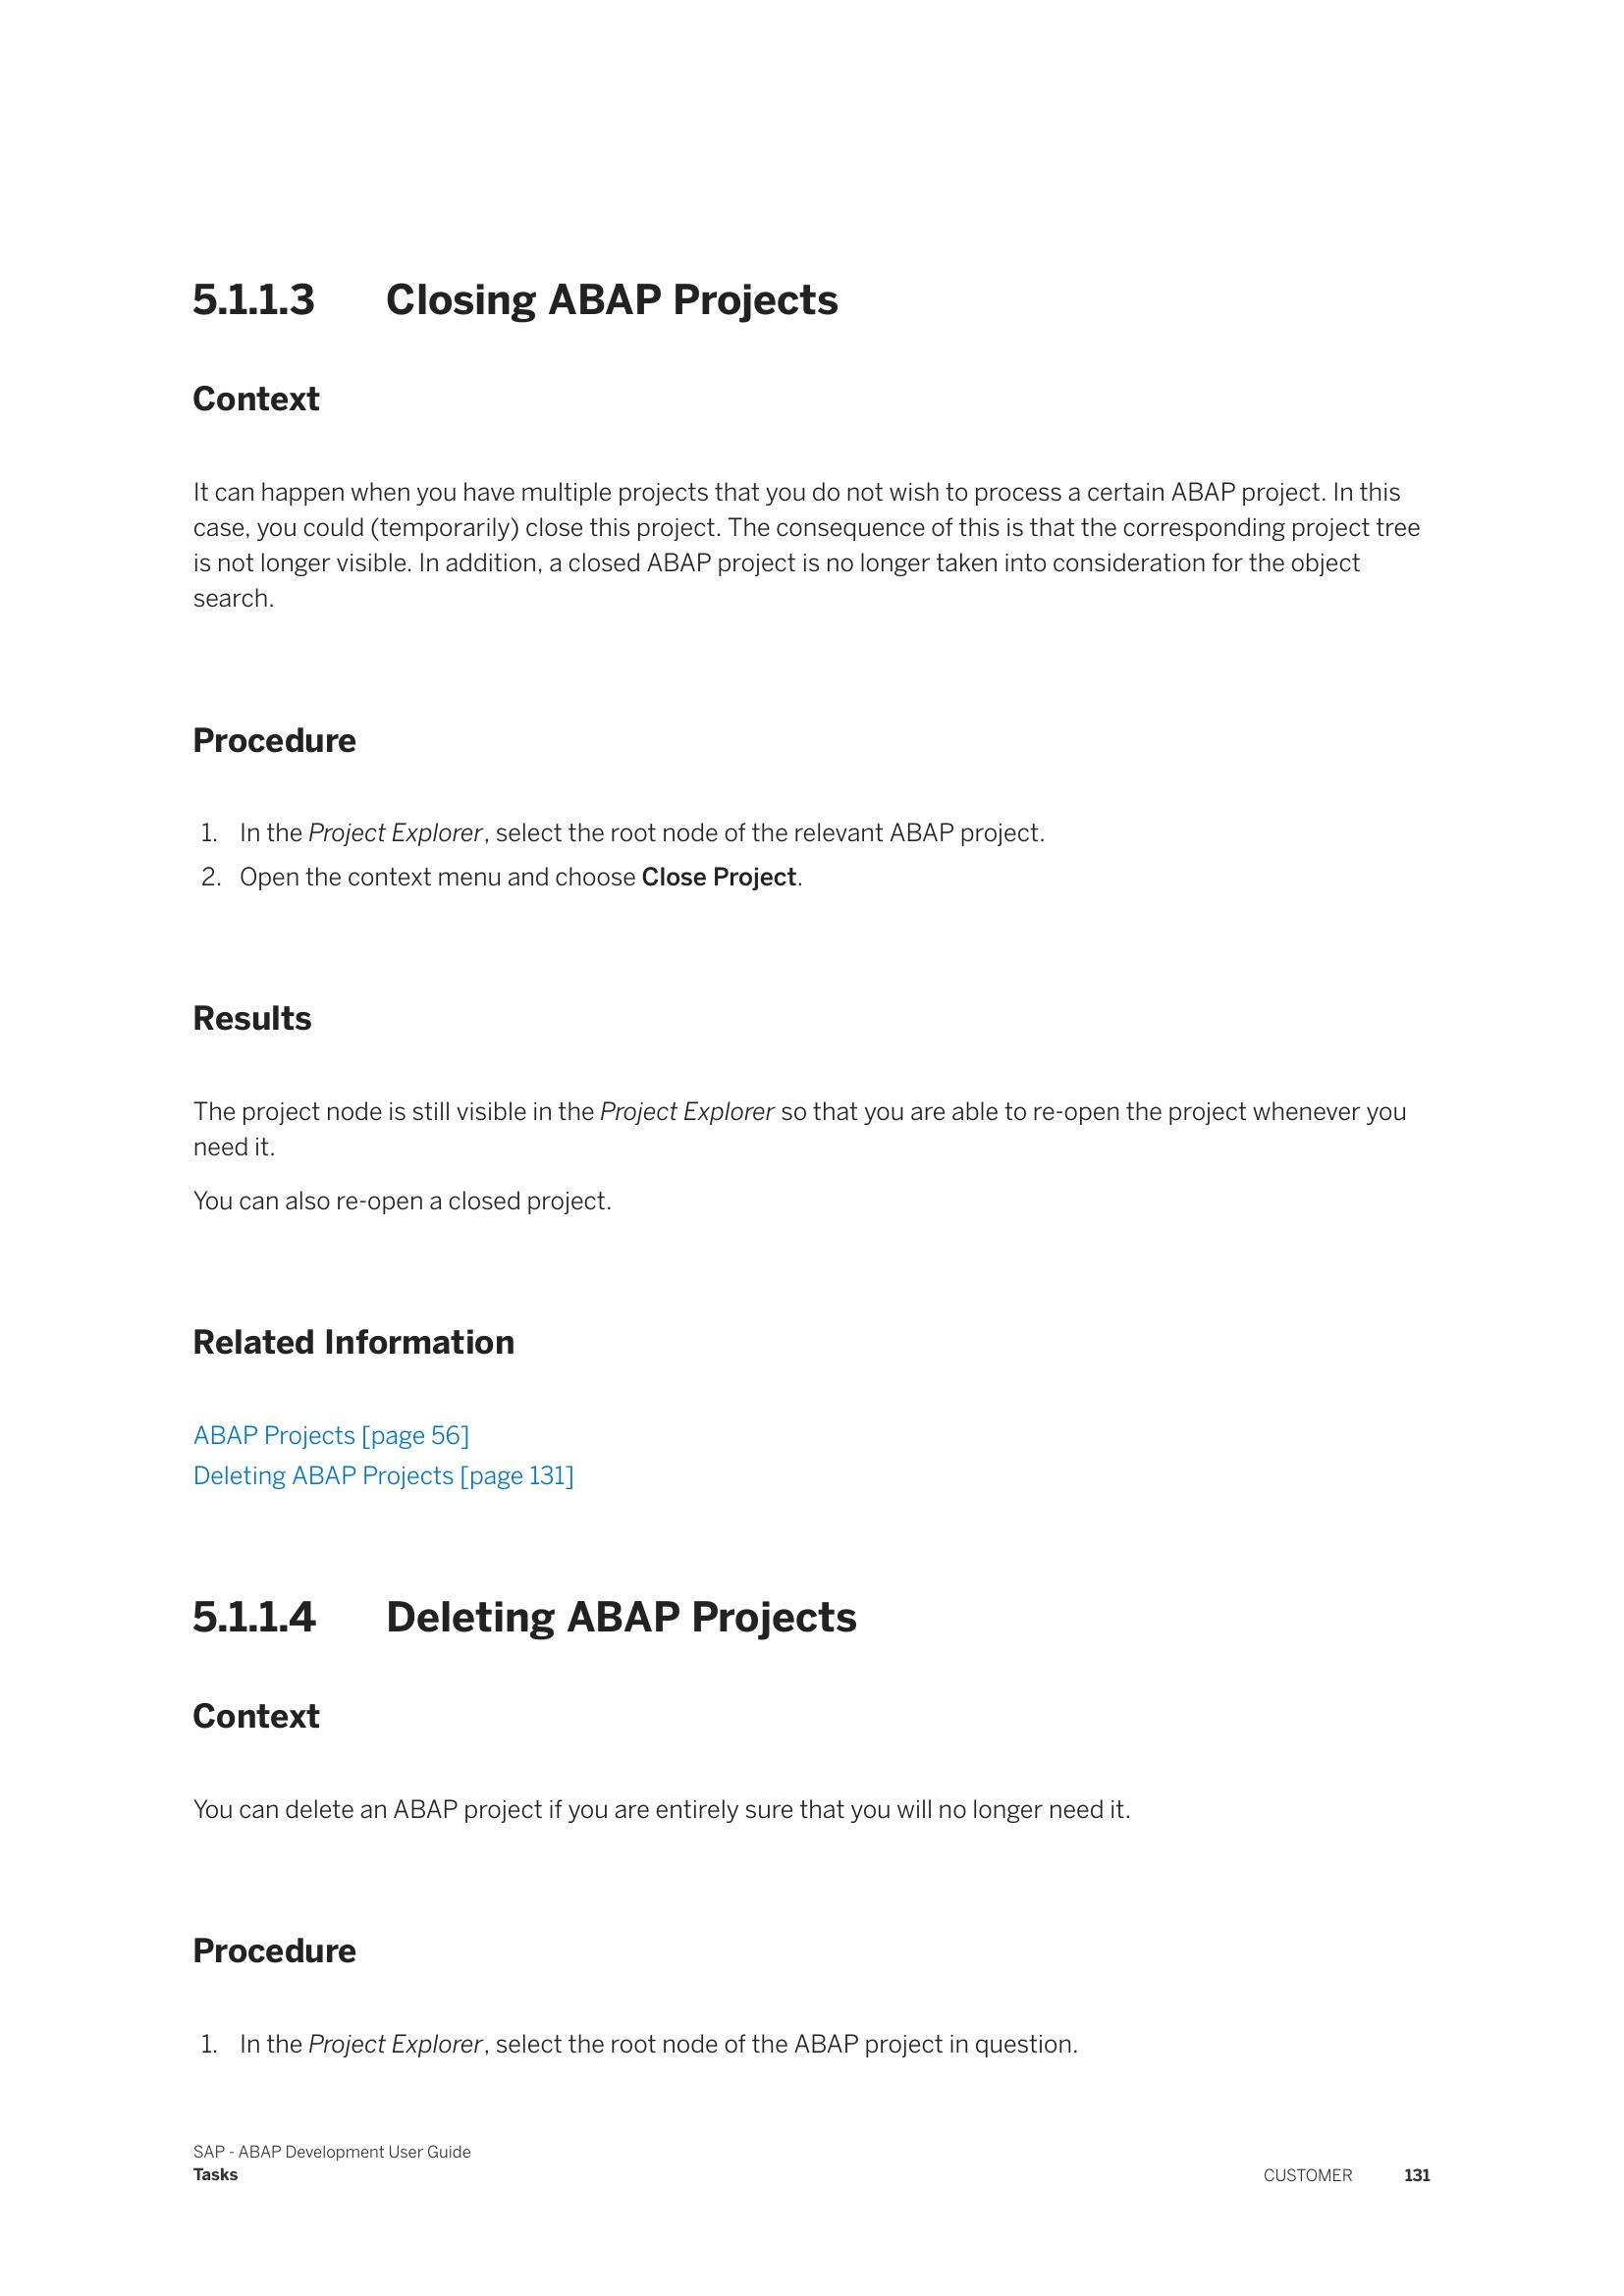 5.1.1.3 Closing ABAP Projects
Context
It can happen when you have multiple projects that you do not wish to process a certain ABAP project. In this
case, you could (temporarily) close this project. The consequence of this is that the corresponding project tree
is not longer visible. In addition, a closed ABAP project is no longer taken into consideration for the object
search.
Procedure
1. In the Project Explorer, select the root node of the relevant ABAP project.
2. Open the context menu and choose Close Project.
Results
The project node is still visible in the Project Explorer so that you are able to re-open the project whenever you
need it.
You can also re-open a closed project.
Related Information
ABAP Projects [page 56]
Deleting ABAP Projects [page 131]
5.1.1.4 Deleting ABAP Projects
Context
You can delete an ABAP project if you are entirely sure that you will no longer need it.
Procedure
1. In the Project Explorer, select the root node of the ABAP project in question.
SAP - ABAP Development User Guide
Tasks
CUSTOMER 131